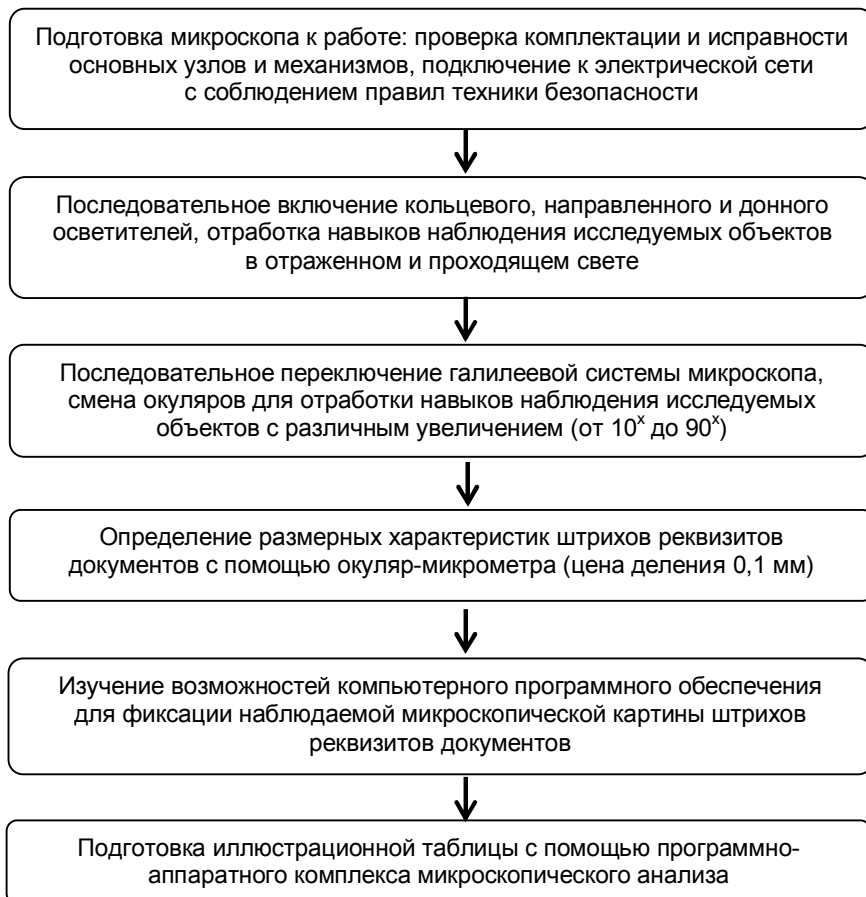 Подготовка микроскопа к работе: проверка комплектации и исправности
основных узлов и механизмов, подключение к электрической сети
с соблюдением правил техники безопасности
Последовательное включение кольцевого, направленного и донного
осветителей, отработка навыков наблюдения исследуемых объектов
в отраженном и проходящем свете
Последовательное переключение галилеевой системы микроскопа,
смена окуляров для отработки навыков наблюдения исследуемых
объектов с различным увеличением (от 10ˣ до 90ˣ)
Определение размерных характеристик штрихов реквизитов
документов с помощью окуляр-микрометра (цена деления 0,1 мм)
Изучение возможностей компьютерного программного обеспечения
для фиксации наблюдаемой микроскопической картины штрихов
реквизитов документов
Подготовка иллюстрационной таблицы с помощью программно-
аппаратного комплекса микроскопического анализа